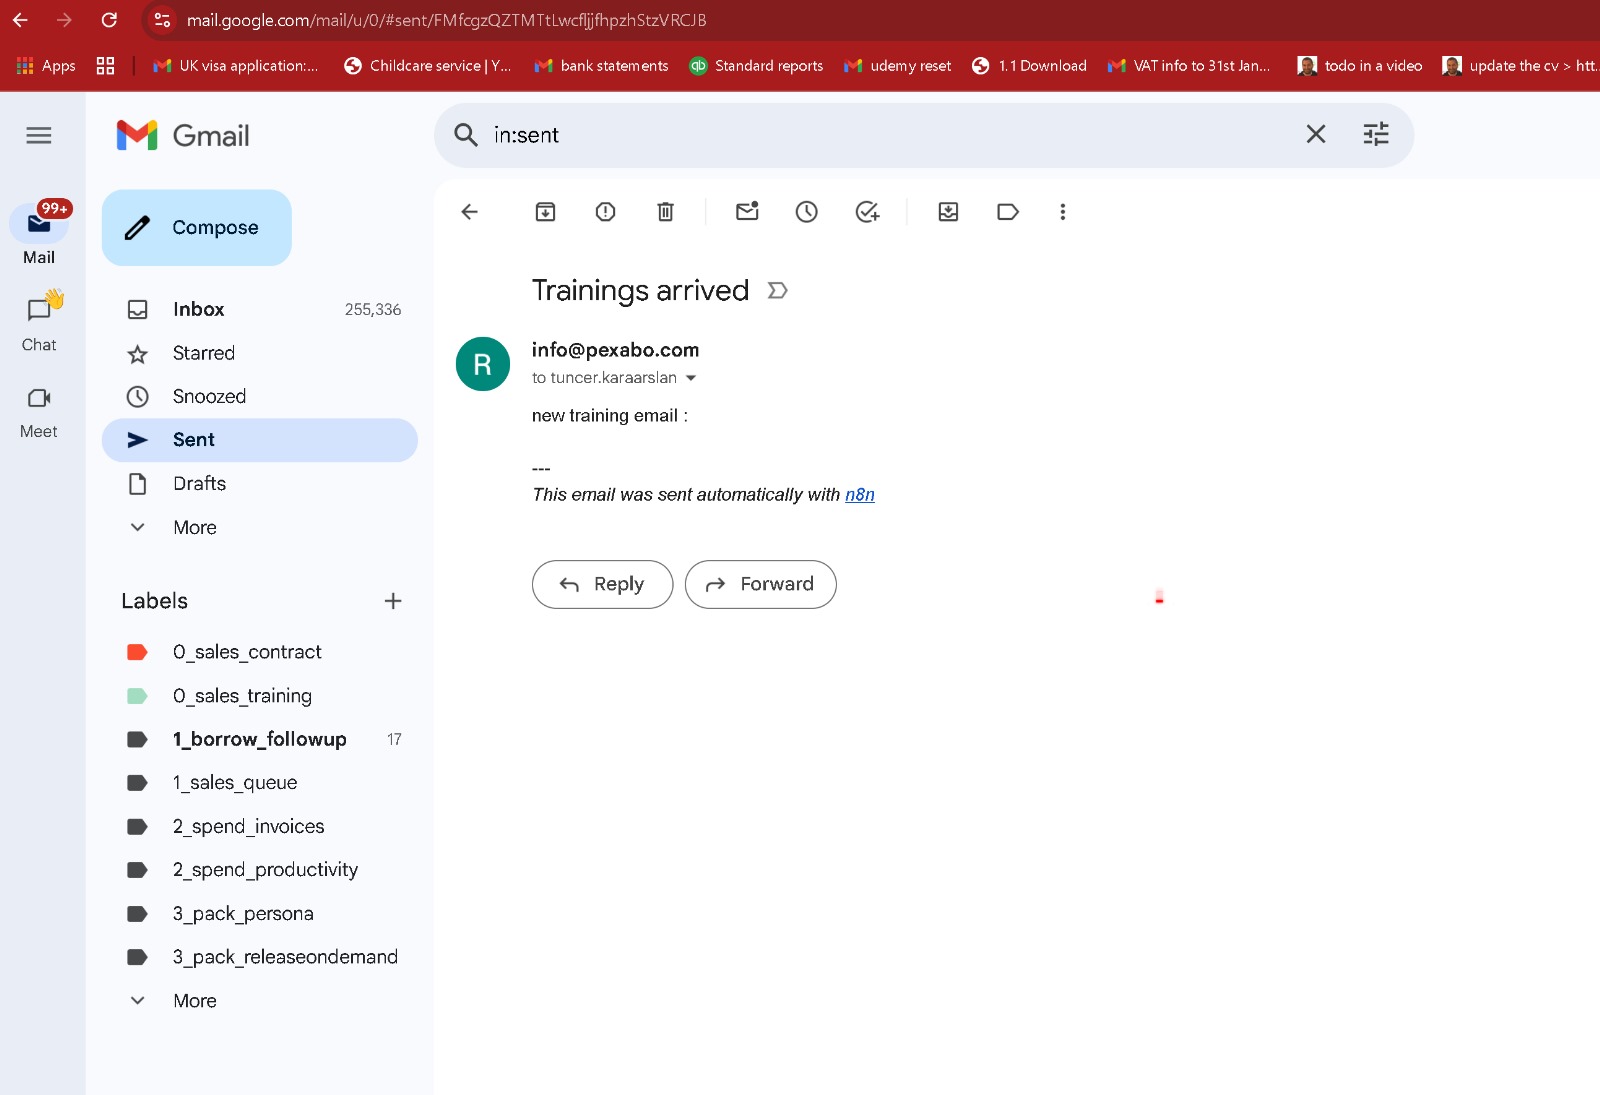 mail.google.com/mail/u/0/#sent/FMfcgzQZTMTtLwcfljjfhpzhStzVRCJB
Apps
UK visa application:...
Childcare service | Y...
bank statements
qb
Standard reports
udemy reset
1.1 Download
VAT info to 31st Jan...
todo in a video
update the cv > htt...
Gmail
in:sent
99+
Mail
Chat
Meet
Compose
Inbox 255,336
Starred
Snoozed
Sent
Drafts
More
Labels
0_sales_contract
0_sales_training
1_borrow_followup 17
1_sales_queue
2_spend_invoices
2_spend_productivity
3_pack_persona
3_pack_releaseondemand
More
Trainings arrived
R
info@pexabo.com
to tuncer.karaarslan
new training email :
---
This email was sent automatically with n8n
Reply
Forward